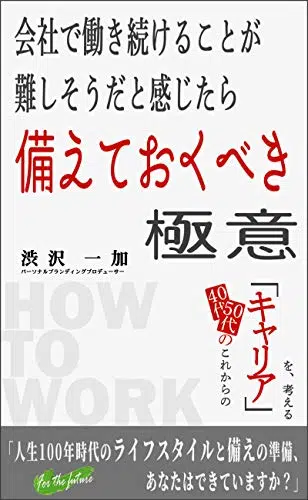 会社で働き続けることが
難しそうだと感じたら
備えておくべき
極意
渋沢 一加
パーソナルブランディングプロデューサー
40代50代のこれからの
「キャリア」を、考える
HOW
TO
WORK
「人生100年時代のライフスタイルと備えの準備、
あなたはできていますか?」
For the future